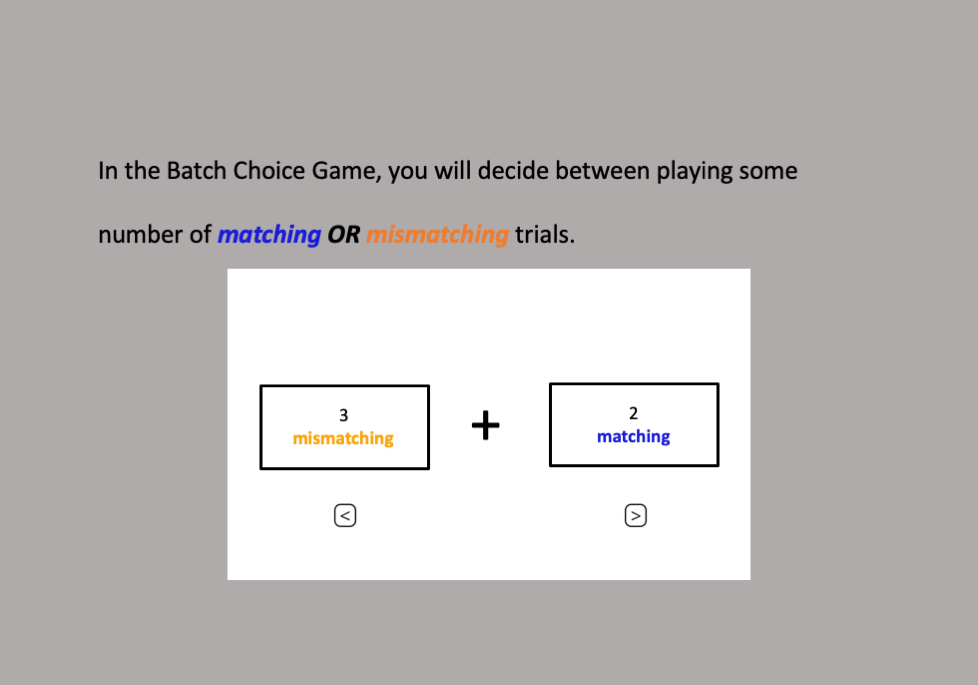 In the Batch Choice Game, you will decide between playing some
number of matching OR mismatching trials.
3
mismatching
+
2
matching
<
>